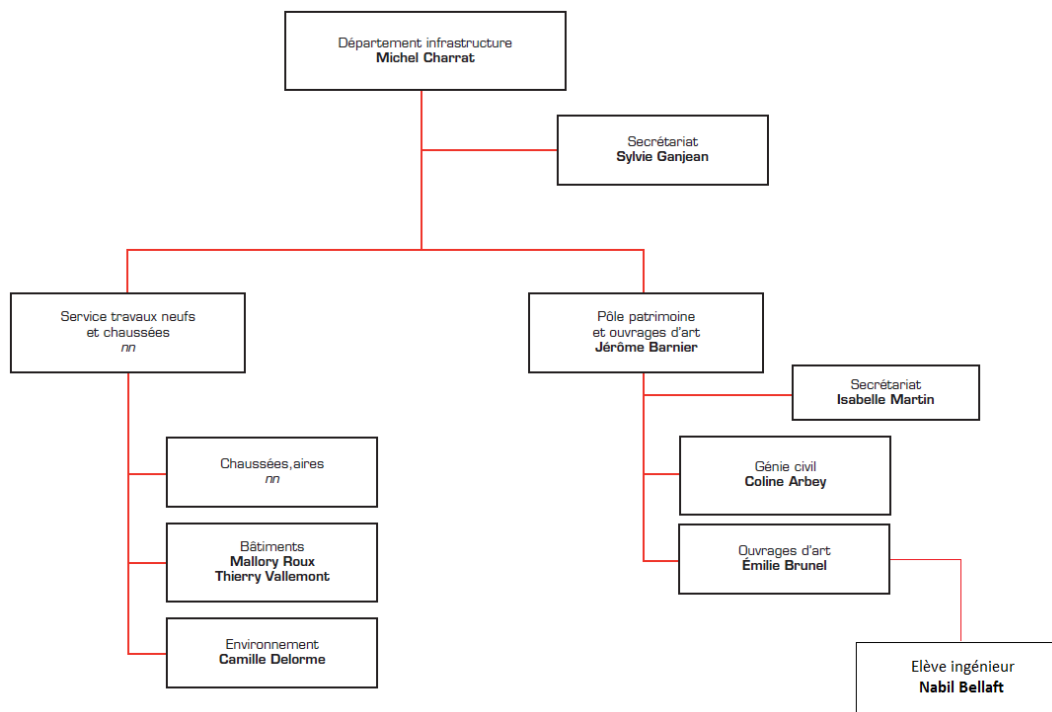 Département infrastructure
Michel Charrat
Secrétariat
Sylvie Ganjean
Service travaux neufs
et chaussées
nn
Pôle patrimoine
et ouvrages d'art
Jérôme Barnier
Secrétariat
Isabelle Martin
Chaussées,aires
nn
Génie civil
Coline Arbey
Bâtiments
Mallory Roux
Thierry Vallemont
Ouvrages d'art
Émilie Brunel
Environnement
Camille Delorme
Elève ingénieur
Nabil Bellaft